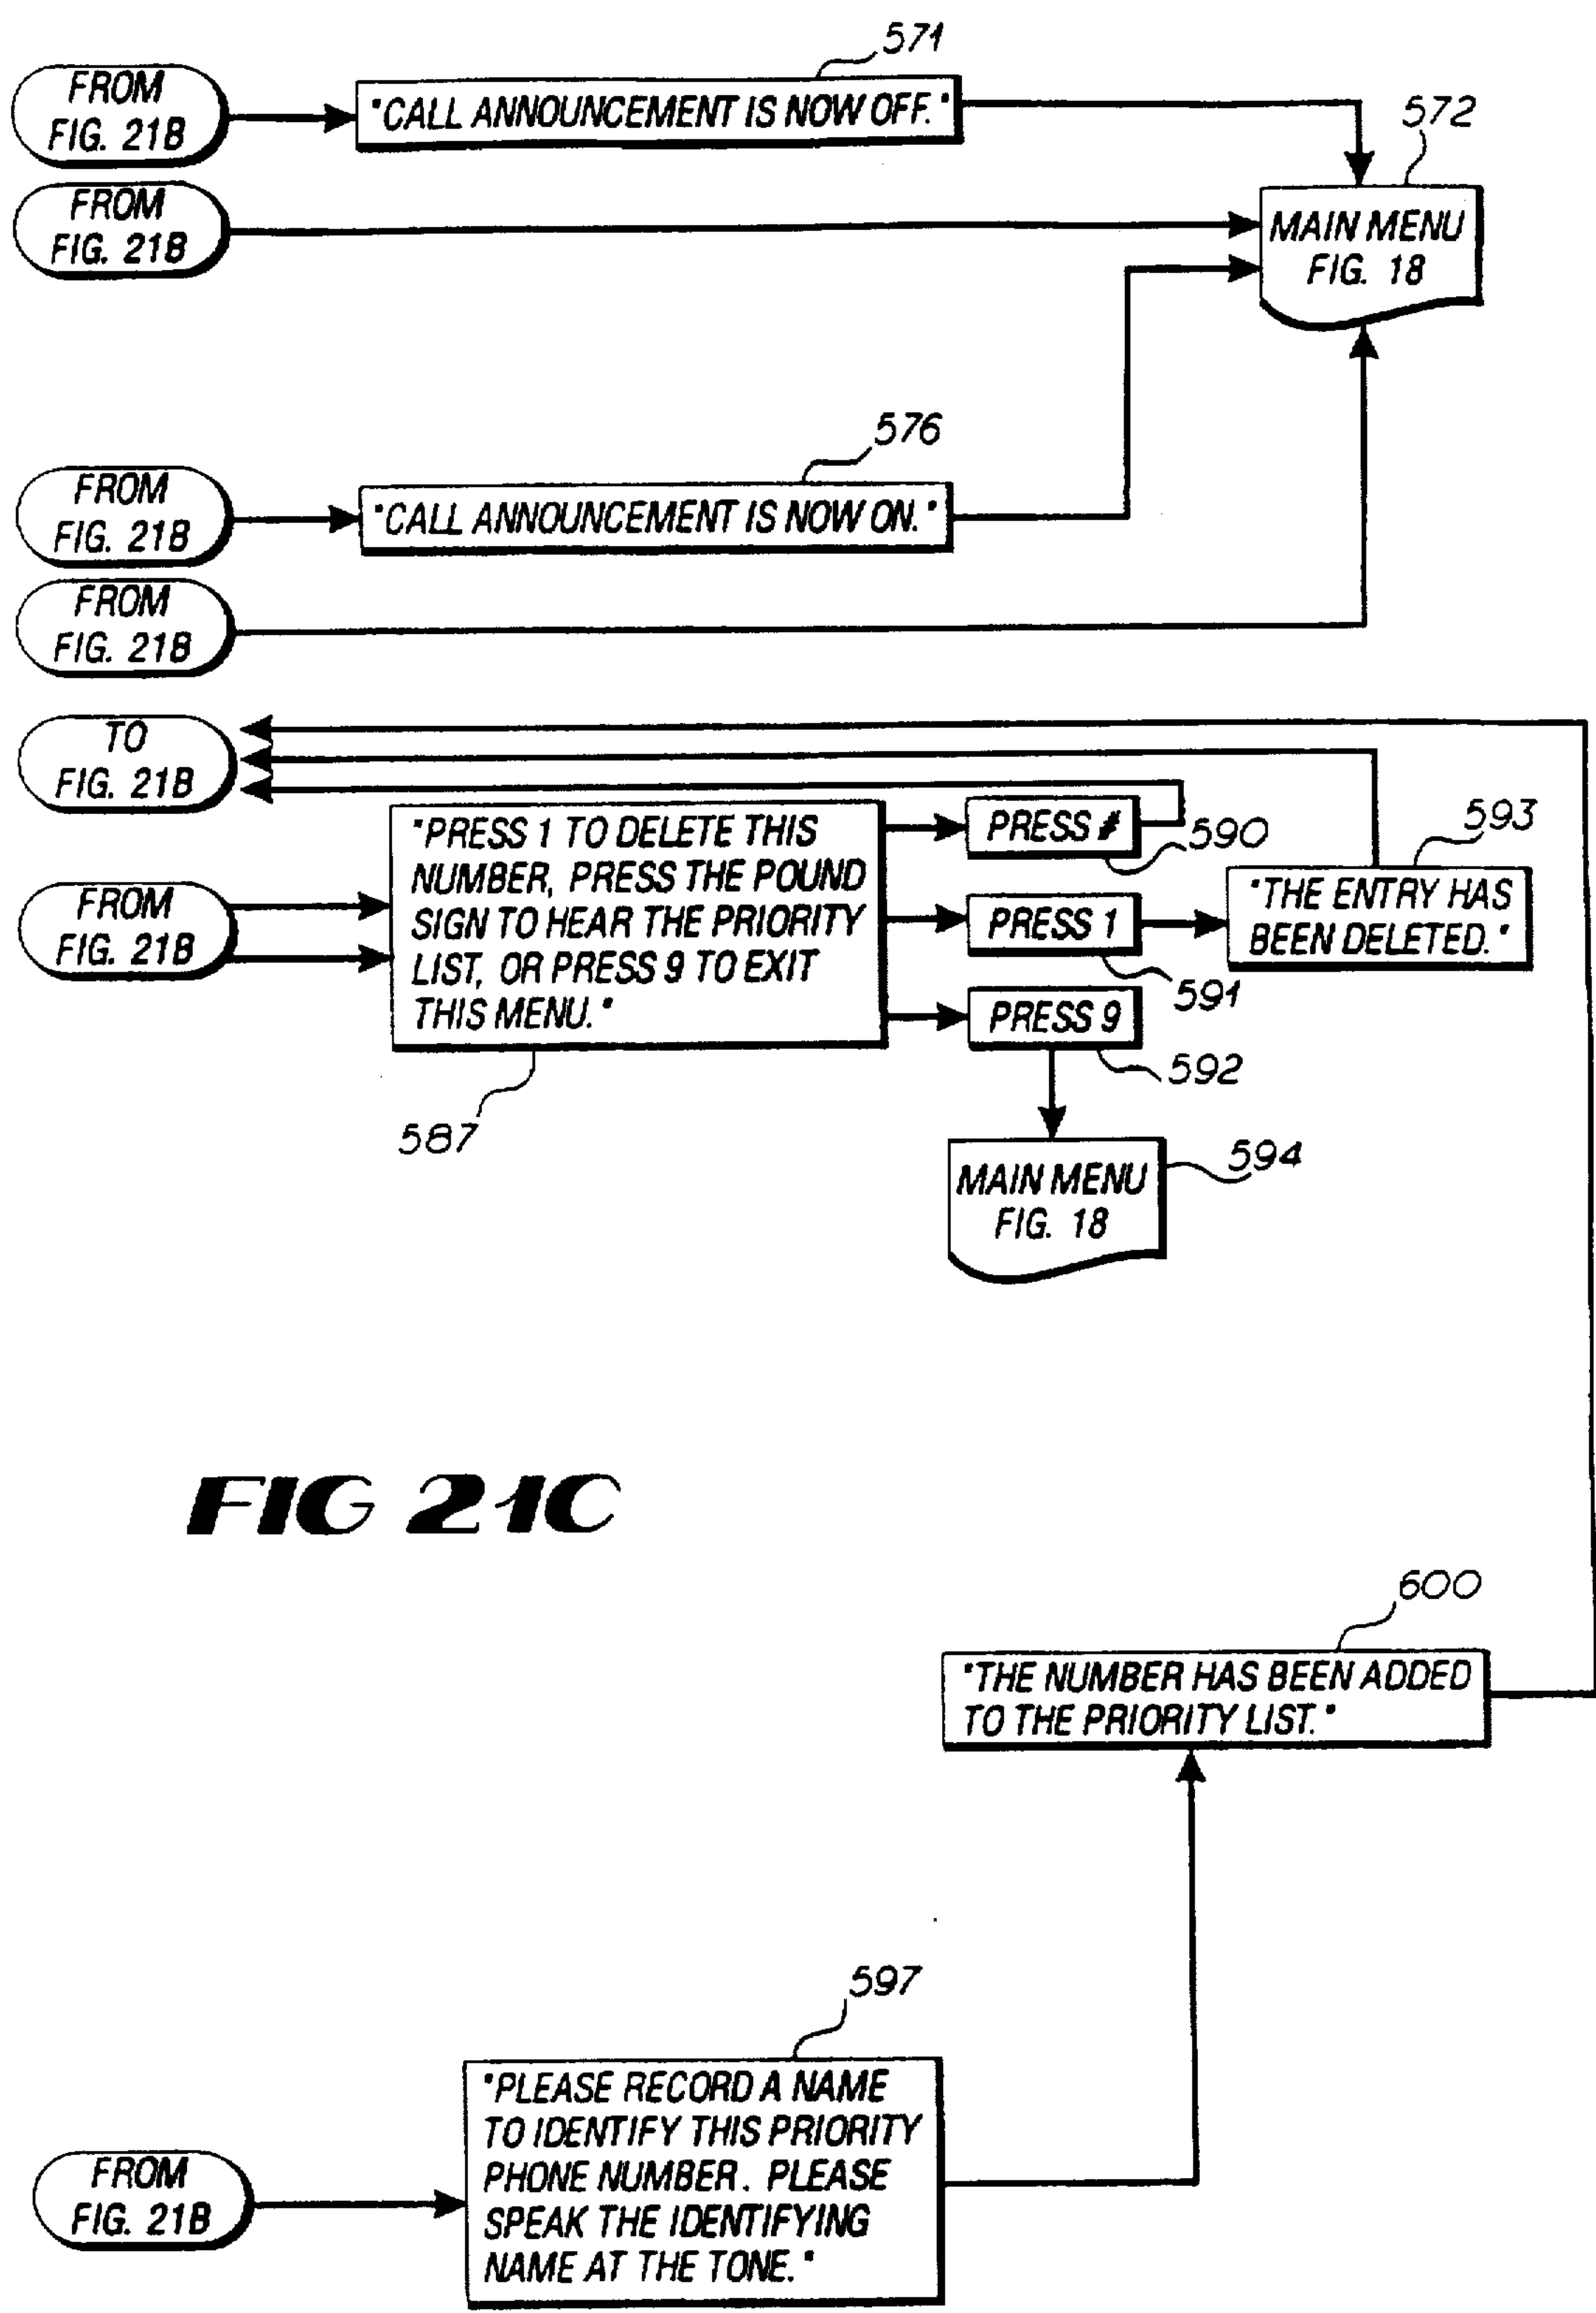 571
FROM
FIG. 21B
"CALL ANNOUNCEMENT IS NOW OFF."
572
FROM
FIG. 21B
MAIN MENU
FIG. 18
576
FROM
FIG. 21B
"CALL ANNOUNCEMENT IS NOW ON."
FROM
FIG. 21B
TO
FIG. 21B
"PRESS 1 TO DELETE THIS
NUMBER, PRESS THE POUND
SIGN TO HEAR THE PRIORITY
LIST, OR PRESS 9 TO EXIT
THIS MENU."
PRESS #
590
593
FROM
FIG. 21B
PRESS 1
591
"THE ENTRY HAS
BEEN DELETED."
PRESS 9
592
587
MAIN MENU
FIG. 18
594
FIG 21C
600
"THE NUMBER HAS BEEN ADDED
TO THE PRIORITY LIST."
597
FROM
FIG. 21B
"PLEASE RECORD A NAME
TO IDENTIFY THIS PRIORITY
PHONE NUMBER. PLEASE
SPEAK THE IDENTIFYING
NAME AT THE TONE."